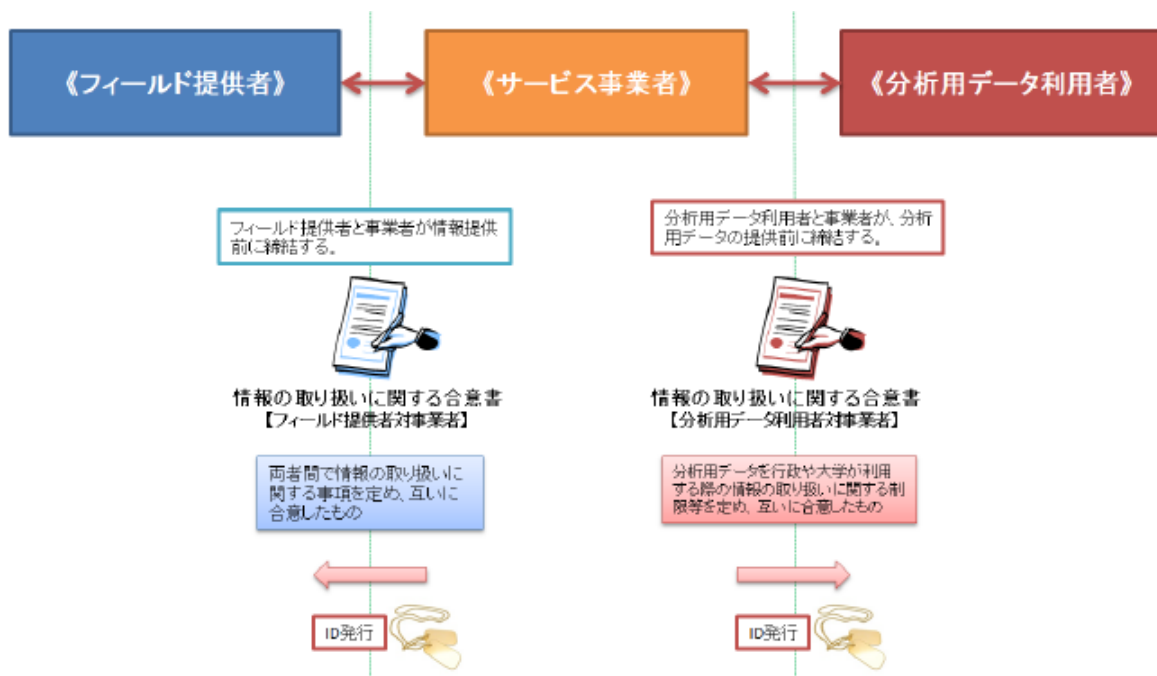 《フィールド提供者》
《サービス事業者》
《分析用データ利用者》
フィールド提供者と事業者が情報提供
前に締結する。
分析用データ利用者と事業者が、分析
用データの提供前に締結する。
情報の取り扱いに関する合意書
【フィールド提供者対事業者】
情報の取り扱いに関する合意書
【分析用データ利用者対事業者】
両者間で情報の取り扱いに
関する事項を定め、互いに
合意したもの
分析用データを行政や大学が利用
する際の情報の取り扱いに関する制
限等を定め、互いに合意したもの
ID発行
ID発行